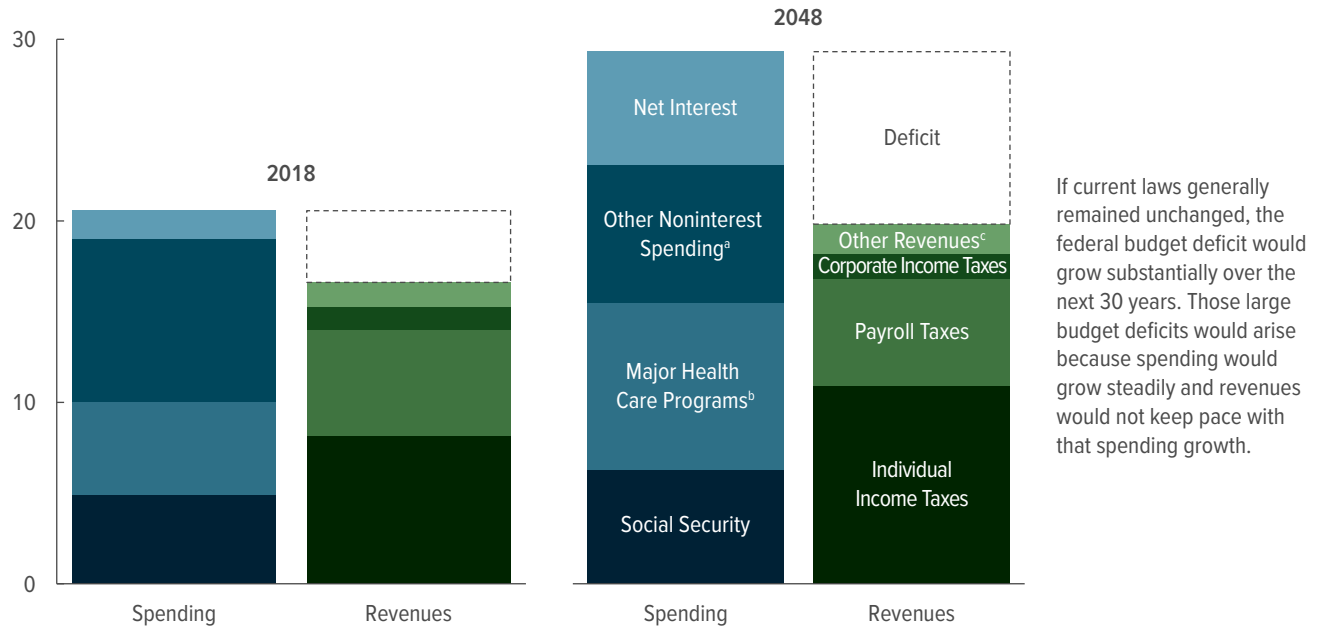 2048
30
Net Interest
Deficit
2018
20
Other Noninterest
Spendingᵃ
Other Revenuesᶜ
Corporate Income Taxes
Payroll Taxes
10
Major Health
Care Programsᵇ
Individual
Income Taxes
Social Security
0
Spending
Revenues
Spending
Revenues
If current laws generally
remained unchanged, the
federal budget deficit would
grow substantially over the
next 30 years. Those large
budget deficits would arise
because spending would
grow steadily and revenues
would not keep pace with
that spending growth.